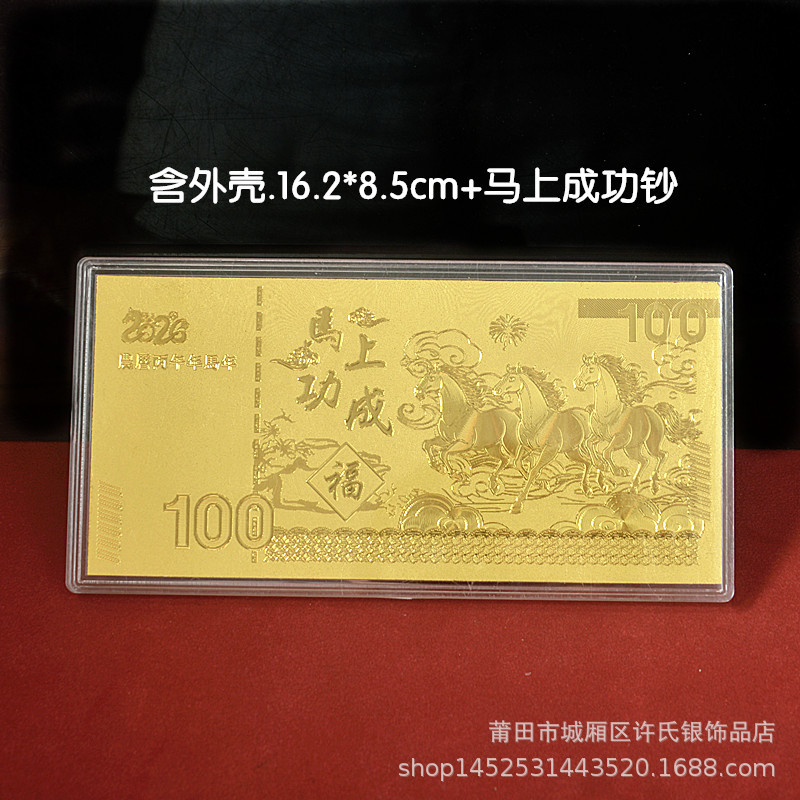 含外壳.16.2*8.5cm+马上成功钞
2026
農曆丙午年馬年
馬上
功成
福
100
100
莆田市城厢区许氏银饰品店
shop1452531443520.1688.com